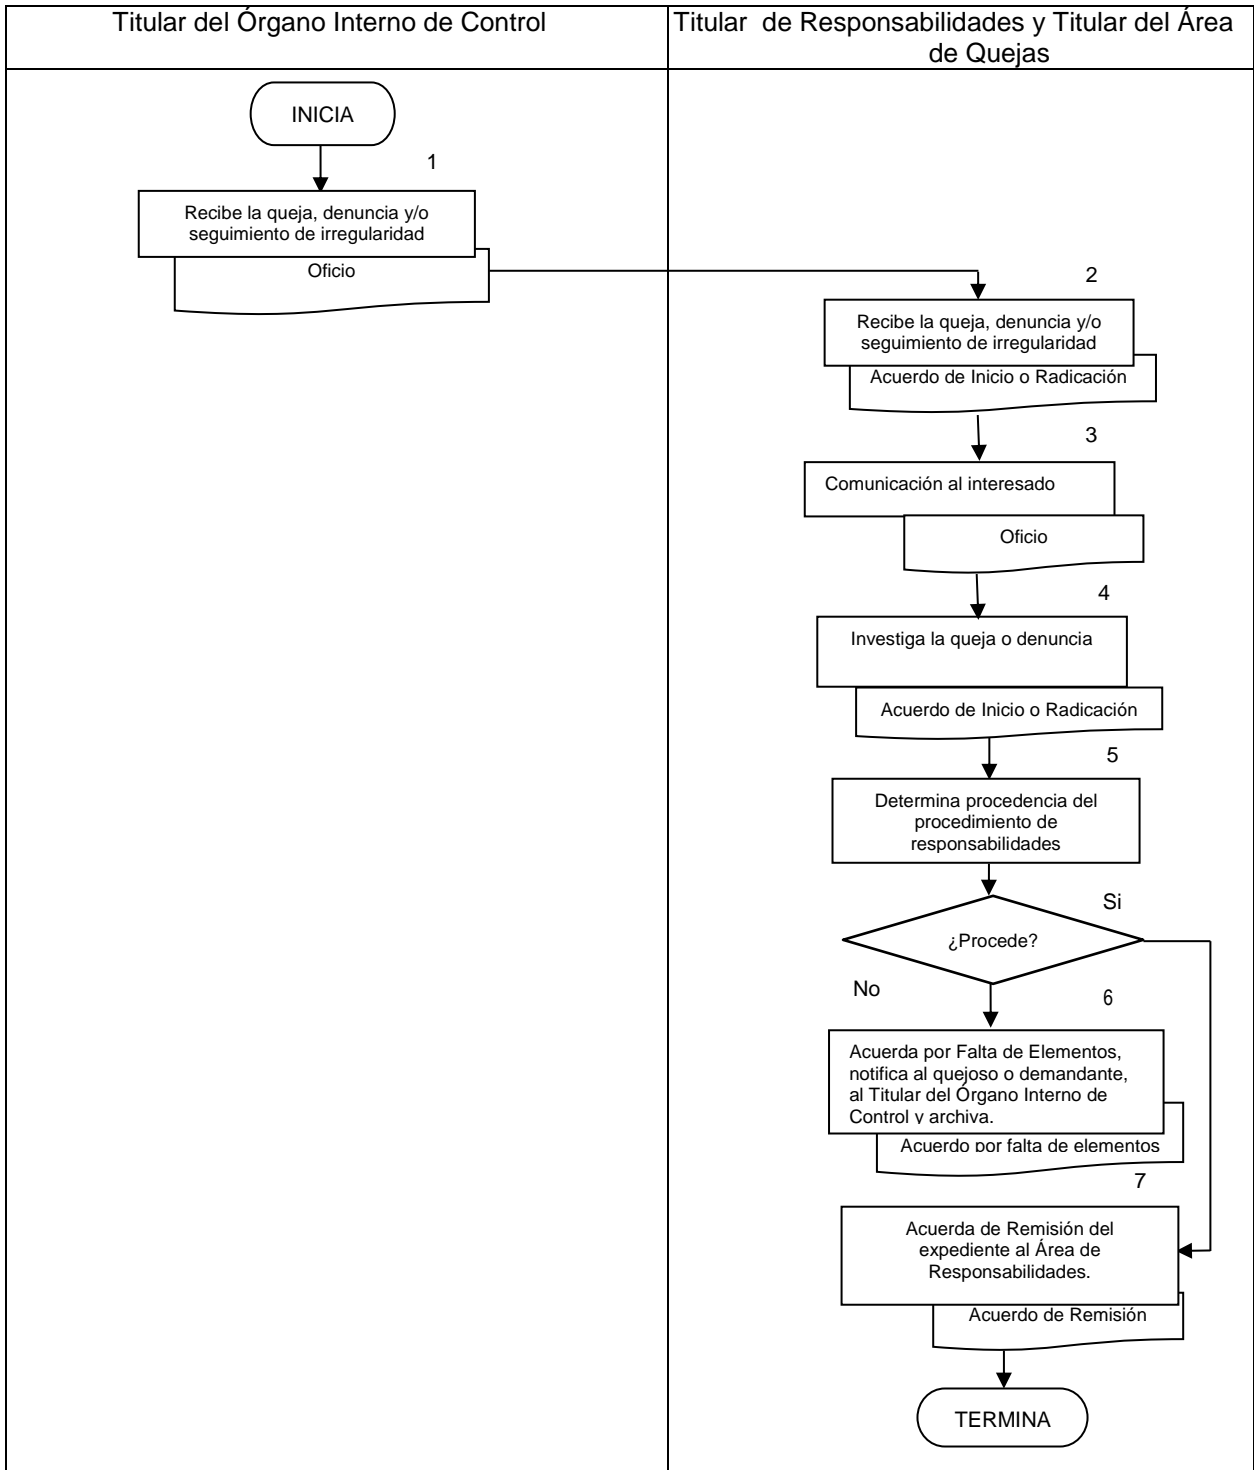 Titular del Órgano Interno de Control
Titular de Responsabilidades y Titular del Área
de Quejas
INICIA
1
Recibe la queja, denuncia y/o
seguimiento de irregularidad
Oficio
2
Recibe la queja, denuncia y/o
seguimiento de irregularidad
Acuerdo de Inicio o Radicación
3
Comunicación al interesado
Oficio
4
Investiga la queja o denuncia
Acuerdo de Inicio o Radicación
5
Determina procedencia del
procedimiento de
responsabilidades
Si
¿Procede?
No
6
Acuerda por Falta de Elementos,
notifica al quejoso o demandante,
al Titular del Órgano Interno de
Control y archiva.
Acuerdo por falta de elementos
7
Acuerda de Remisión del
expediente al Área de
Responsabilidades.
Acuerdo de Remisión
TERMINA